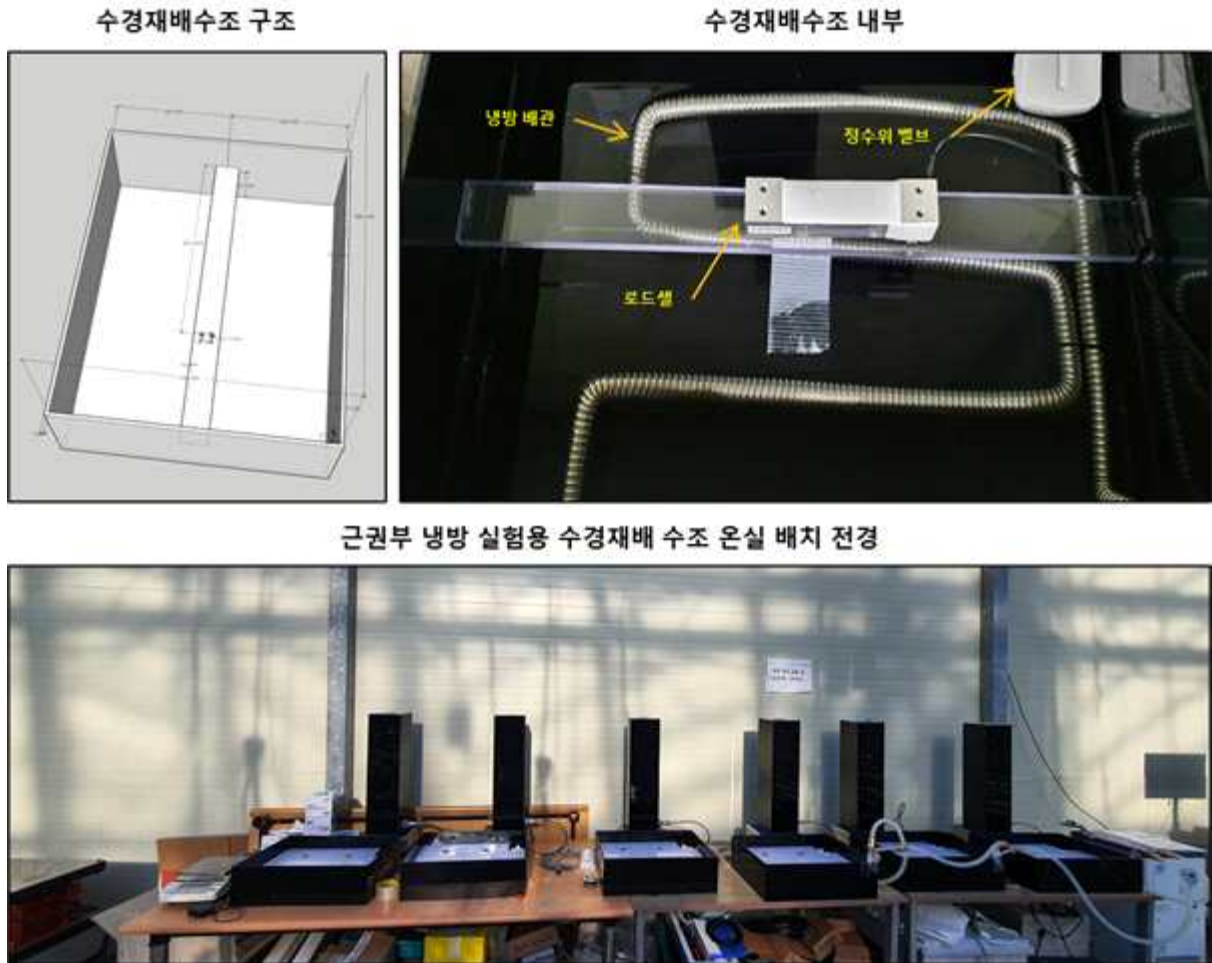 수경재배수조 구조
수경재배수조 내부
냉방 배관
정수위 벨브
로드셀
근권부 냉방 실험용 수경재배 수조 온실 배치 전경